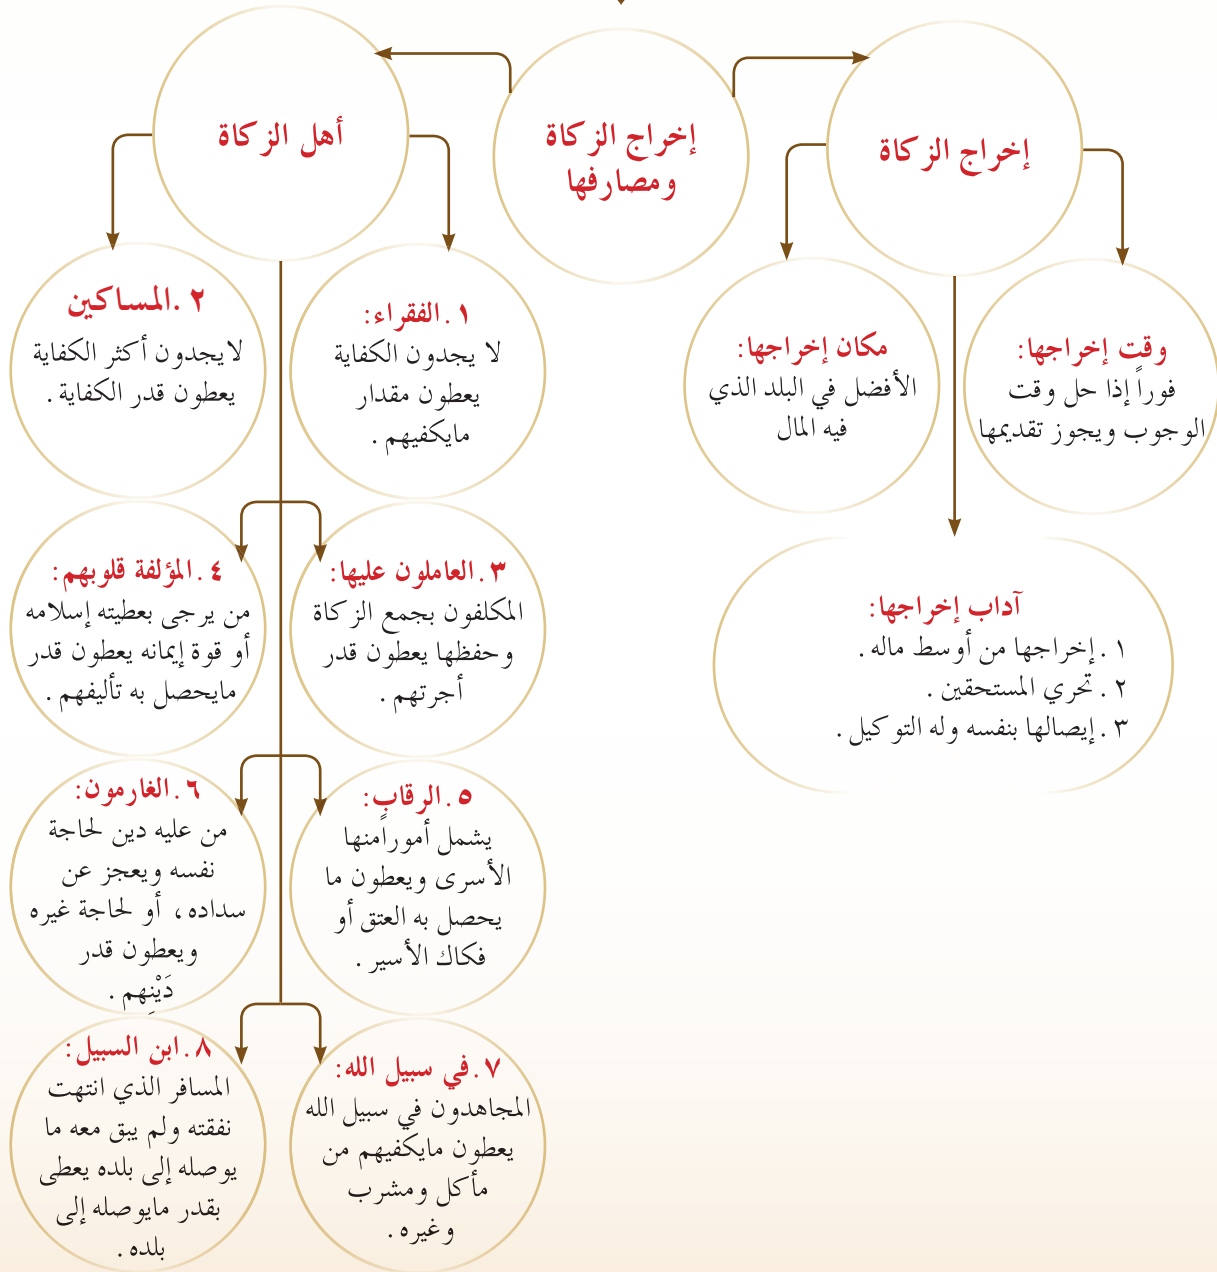 إخراج الزكاة
ومصارفها
إخراج الزكاة
وقت إخراجها:
فوراً إذا حل وقت
الوجوب ويجوز تقديمها
مكان إخراجها:
الأفضل في البلد الذي
فيه المال
آداب إخراجها:
١ . إخراجها من أوسط ماله .
٢ . تحري المستحقين .
٣ . إيصالها بنفسه وله التوكيل .
أهل الزكاة
١ . الفقراء:
لا يجدون الكفاية
يعطون مقدار
مايكفيهم .
٢ .المساكين
لايجدون أكثر الكفاية
يعطون قدر الكفاية .
٣ .العاملون عليها:
المكلفون بجمع الزكاة
وحفظها يعطون قدر
أجرتهم .
٤ .المؤلفة قلوبهم:
من يرجى بعطيته إسلامه
أو قوة إيمانه يعطون قدر
مايحصل به تأليفهم .
٥ . الرقاب:
يشمل أموراًمنها
الأسرى ويعطون ما
يحصل به العتق أو
فكاك الأسير .
٦ . الغارمون:
من عليه دين لحاجة
نفسه ويعجز عن
سداده، أو لحاجة غيره
ويعطون قدر
دَيْنِهم .
٧ .في سبيل الله:
المجاهدون في سبيل الله
يعطون مايكفيهم من
مأكل ومشرب
وغيره .
٨ .ابن السبيل:
المسافر الذي انتهت
نفقته ولم يبق معه ما
يوصله إلى بلده يعطى
بقدر مايوصله إلى
بلده .